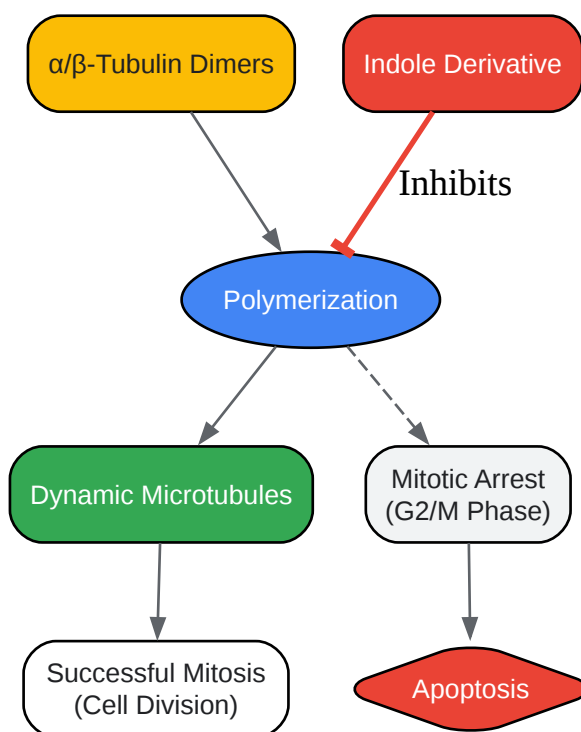 α/β-Tubulin Dimers
Indole Derivative
Inhibits
Polymerization
Dynamic Microtubules
Mitotic Arrest
(G2/M Phase)
Successful Mitosis
(Cell Division)
Apoptosis